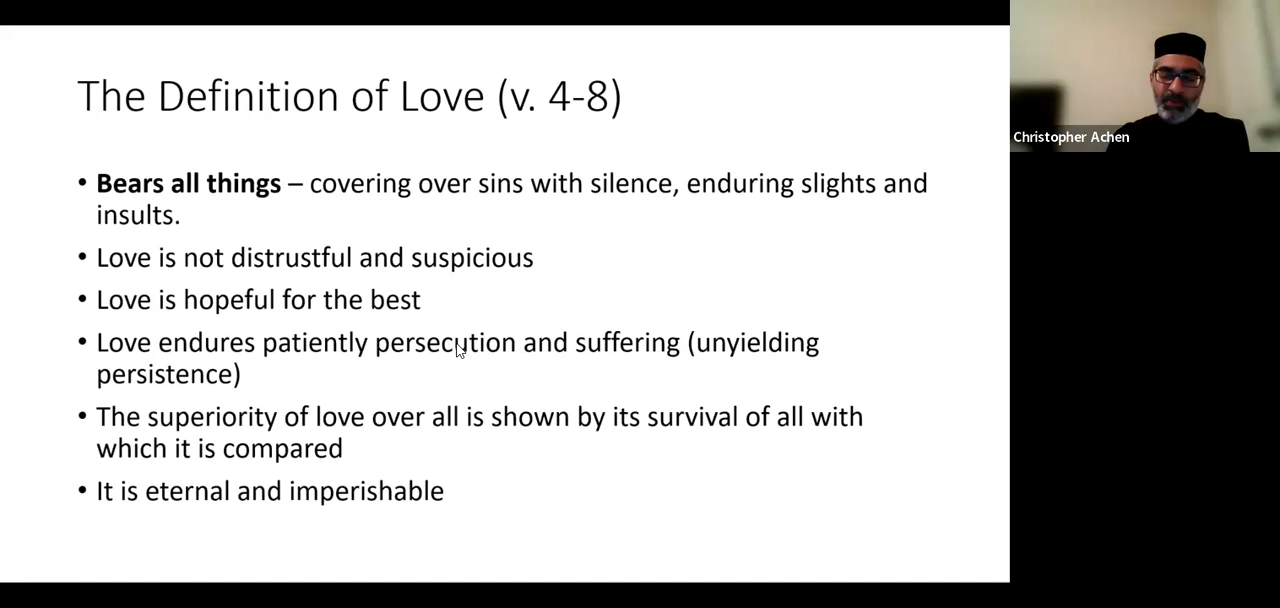 The Definition of Love (v. 4-8)
• Bears all things – covering over sins with silence, enduring slights and
insults.
• Love is not distrustful and suspicious
• Love is hopeful for the best
• Love endures patiently persecution and suffering (unyielding
persistence)
• The superiority of love over all is shown by its survival of all with
which it is compared
• It is eternal and imperishable
Christopher Achen